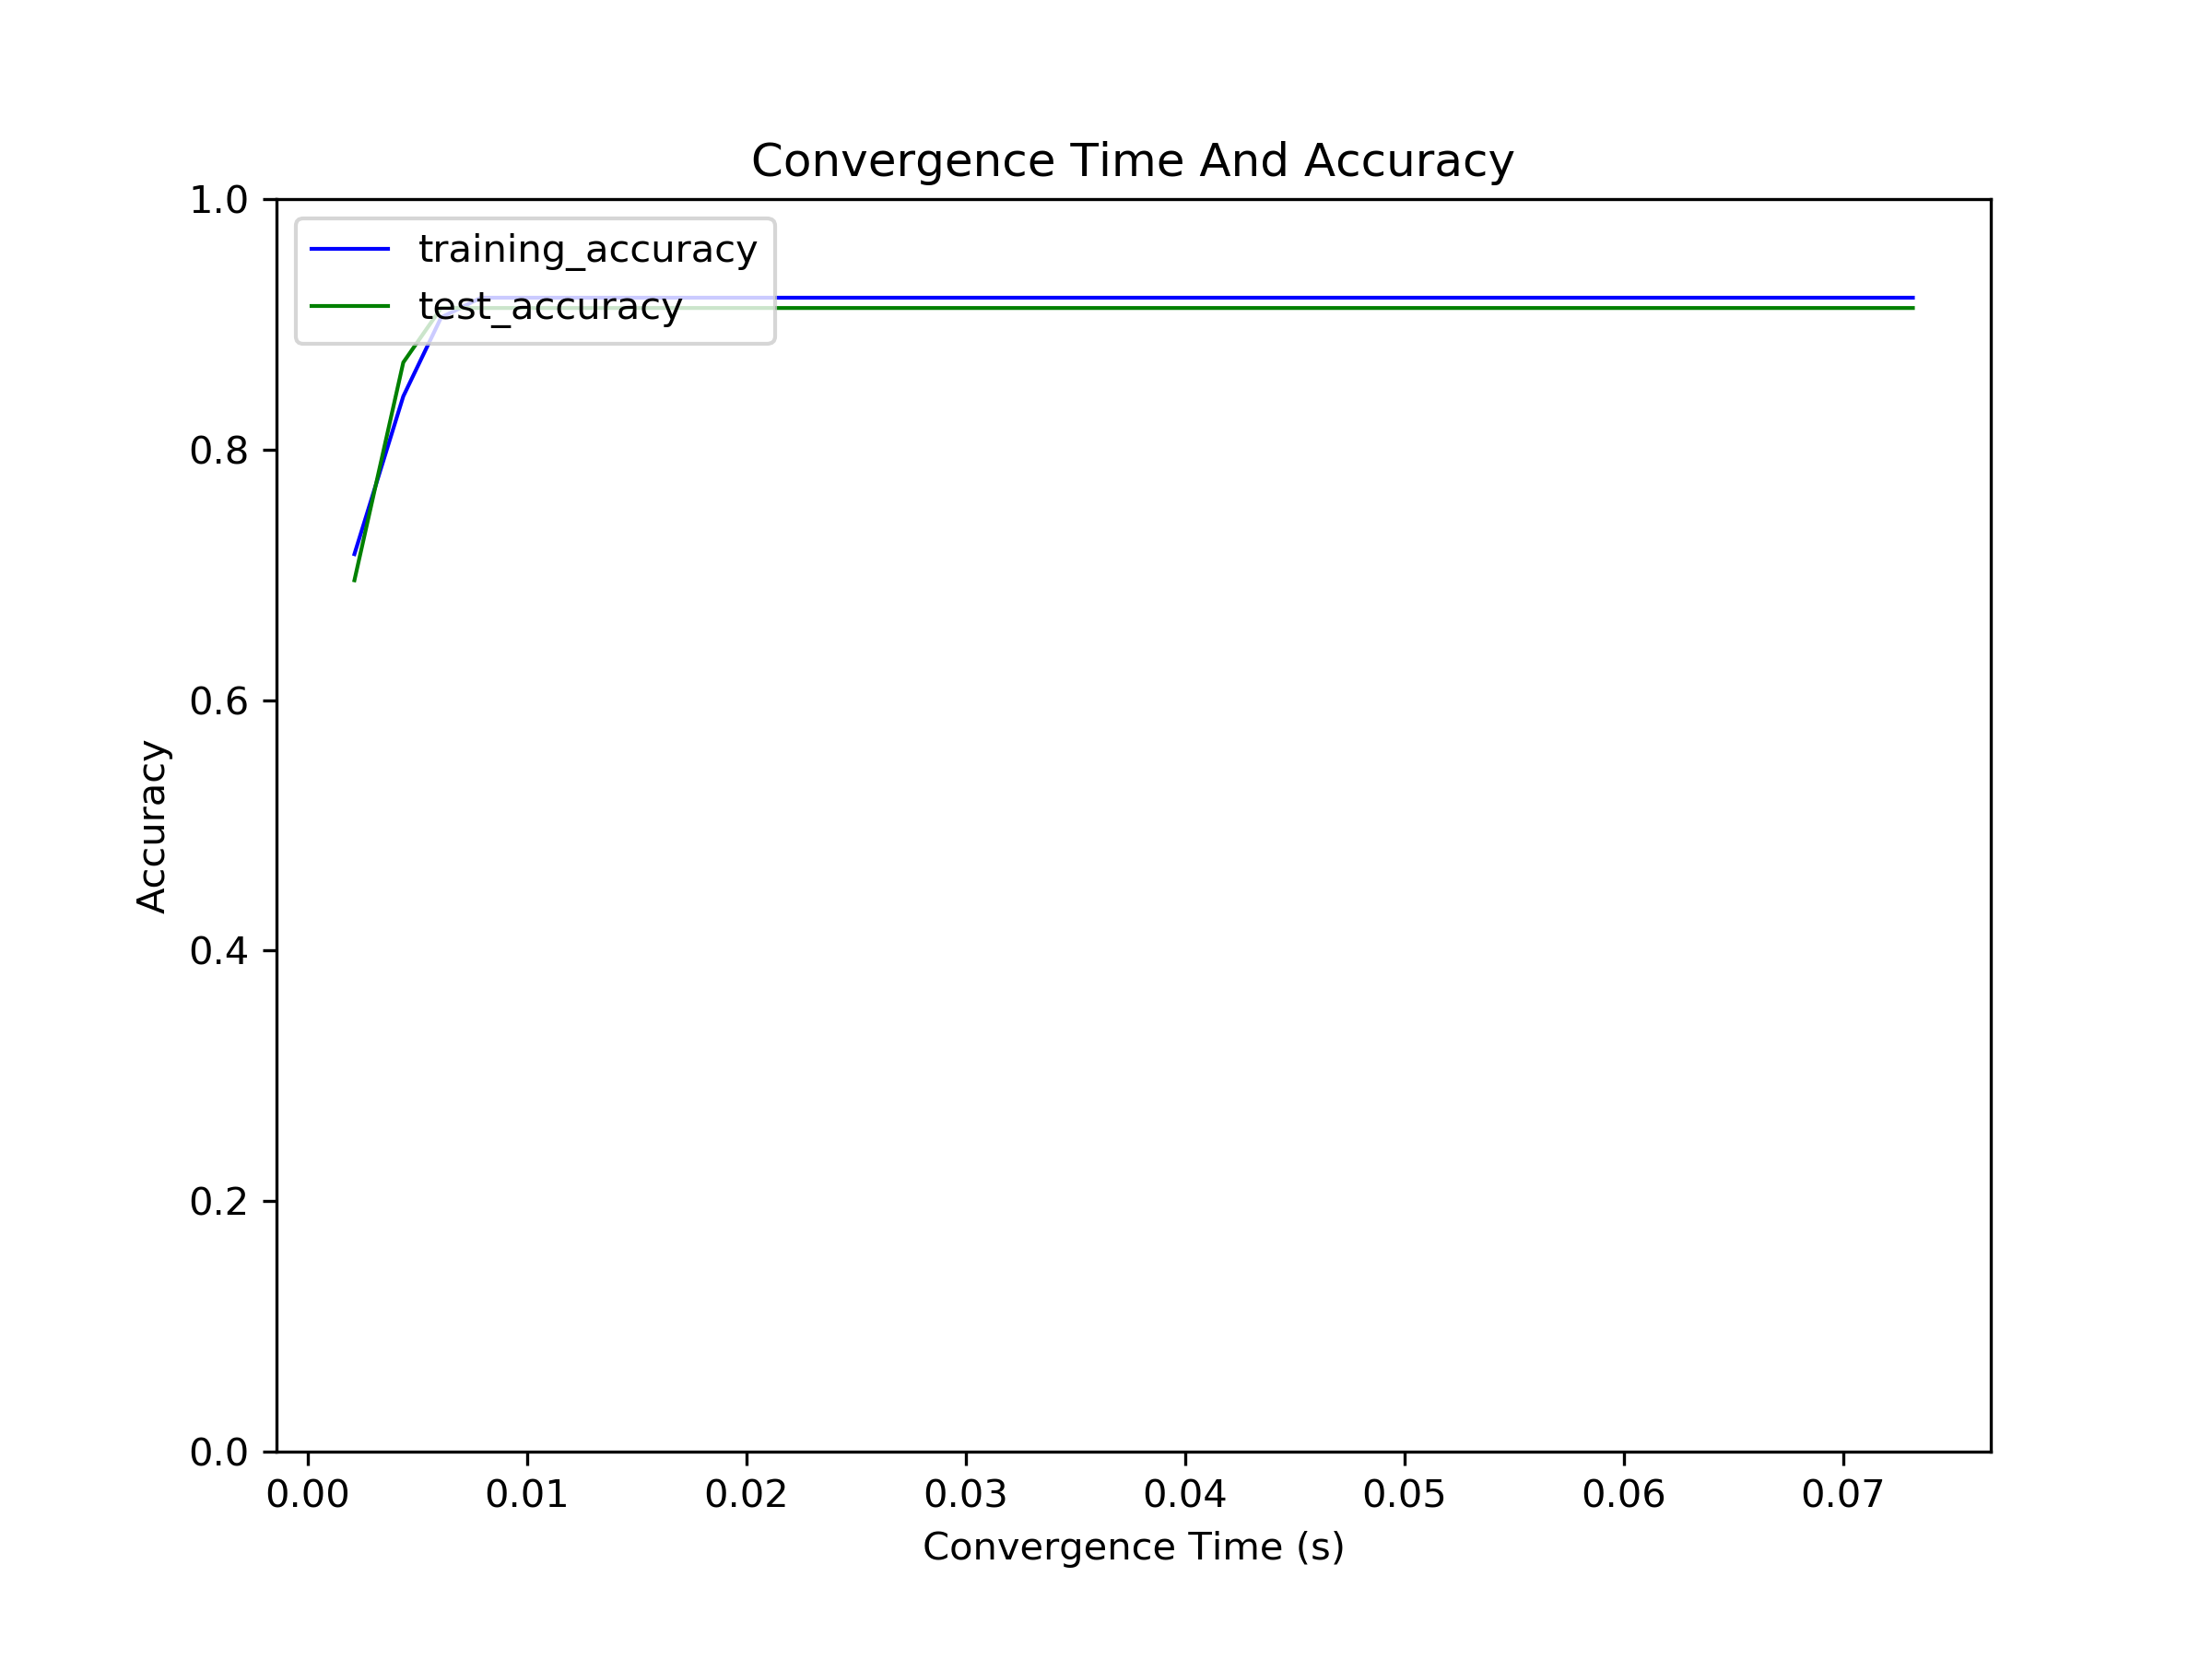 Convergence Time And Accuracy
training_accuracy
test_accuracy
1.0
0.8
0.6
0.4
0.2
0.0
Accuracy
0.00 0.01 0.02 0.03 0.04 0.05 0.06 0.07
Convergence Time (s)